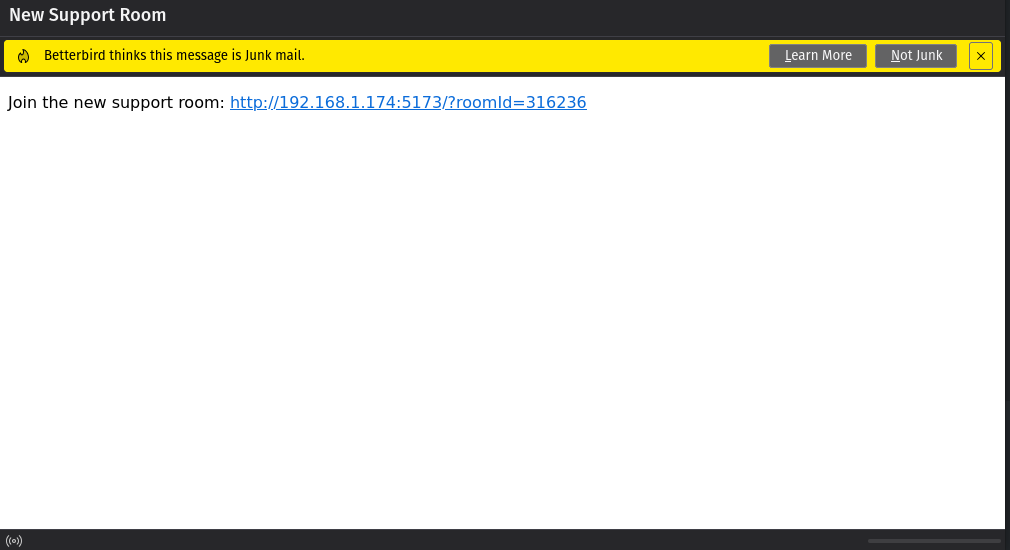 New Support Room
Betterbird thinks this message is Junk mail.
Learn More
Not Junk
Join the new support room: http://192.168.1.174:5173/?roomId=316236